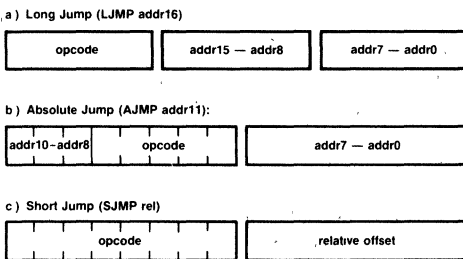 a) Long Jump (LJMP addr16)
opcode addr15 — addr8 addr7 — addr0
b) Absolute Jump (AJMP addr11):
addr10-addr8 opcode addr7 — addr0
c) Short Jump (SJMP rel)
opcode relative offset